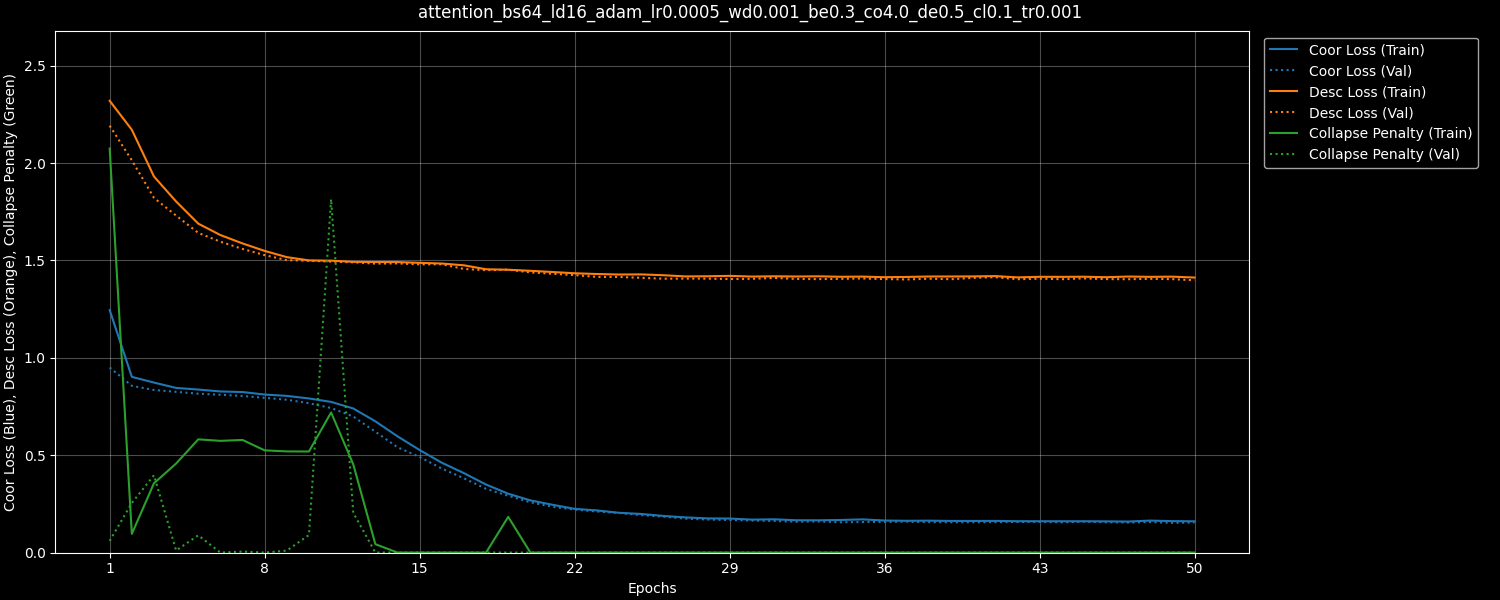 attention_bs64_ld16_adam_lr0.0005_wd0.001_be0.3_co4.0_de0.5_cl0.1_tr0.001
Coor Loss (Blue), Desc Loss (Orange), Collapse Penalty (Green)
2.5
2.0
1.5
1.0
0.5
0.0
1 8 15 22 29 36 43 50
Epochs
Coor Loss (Train)
Coor Loss (Val)
Desc Loss (Train)
Desc Loss (Val)
Collapse Penalty (Train)
Collapse Penalty (Val)